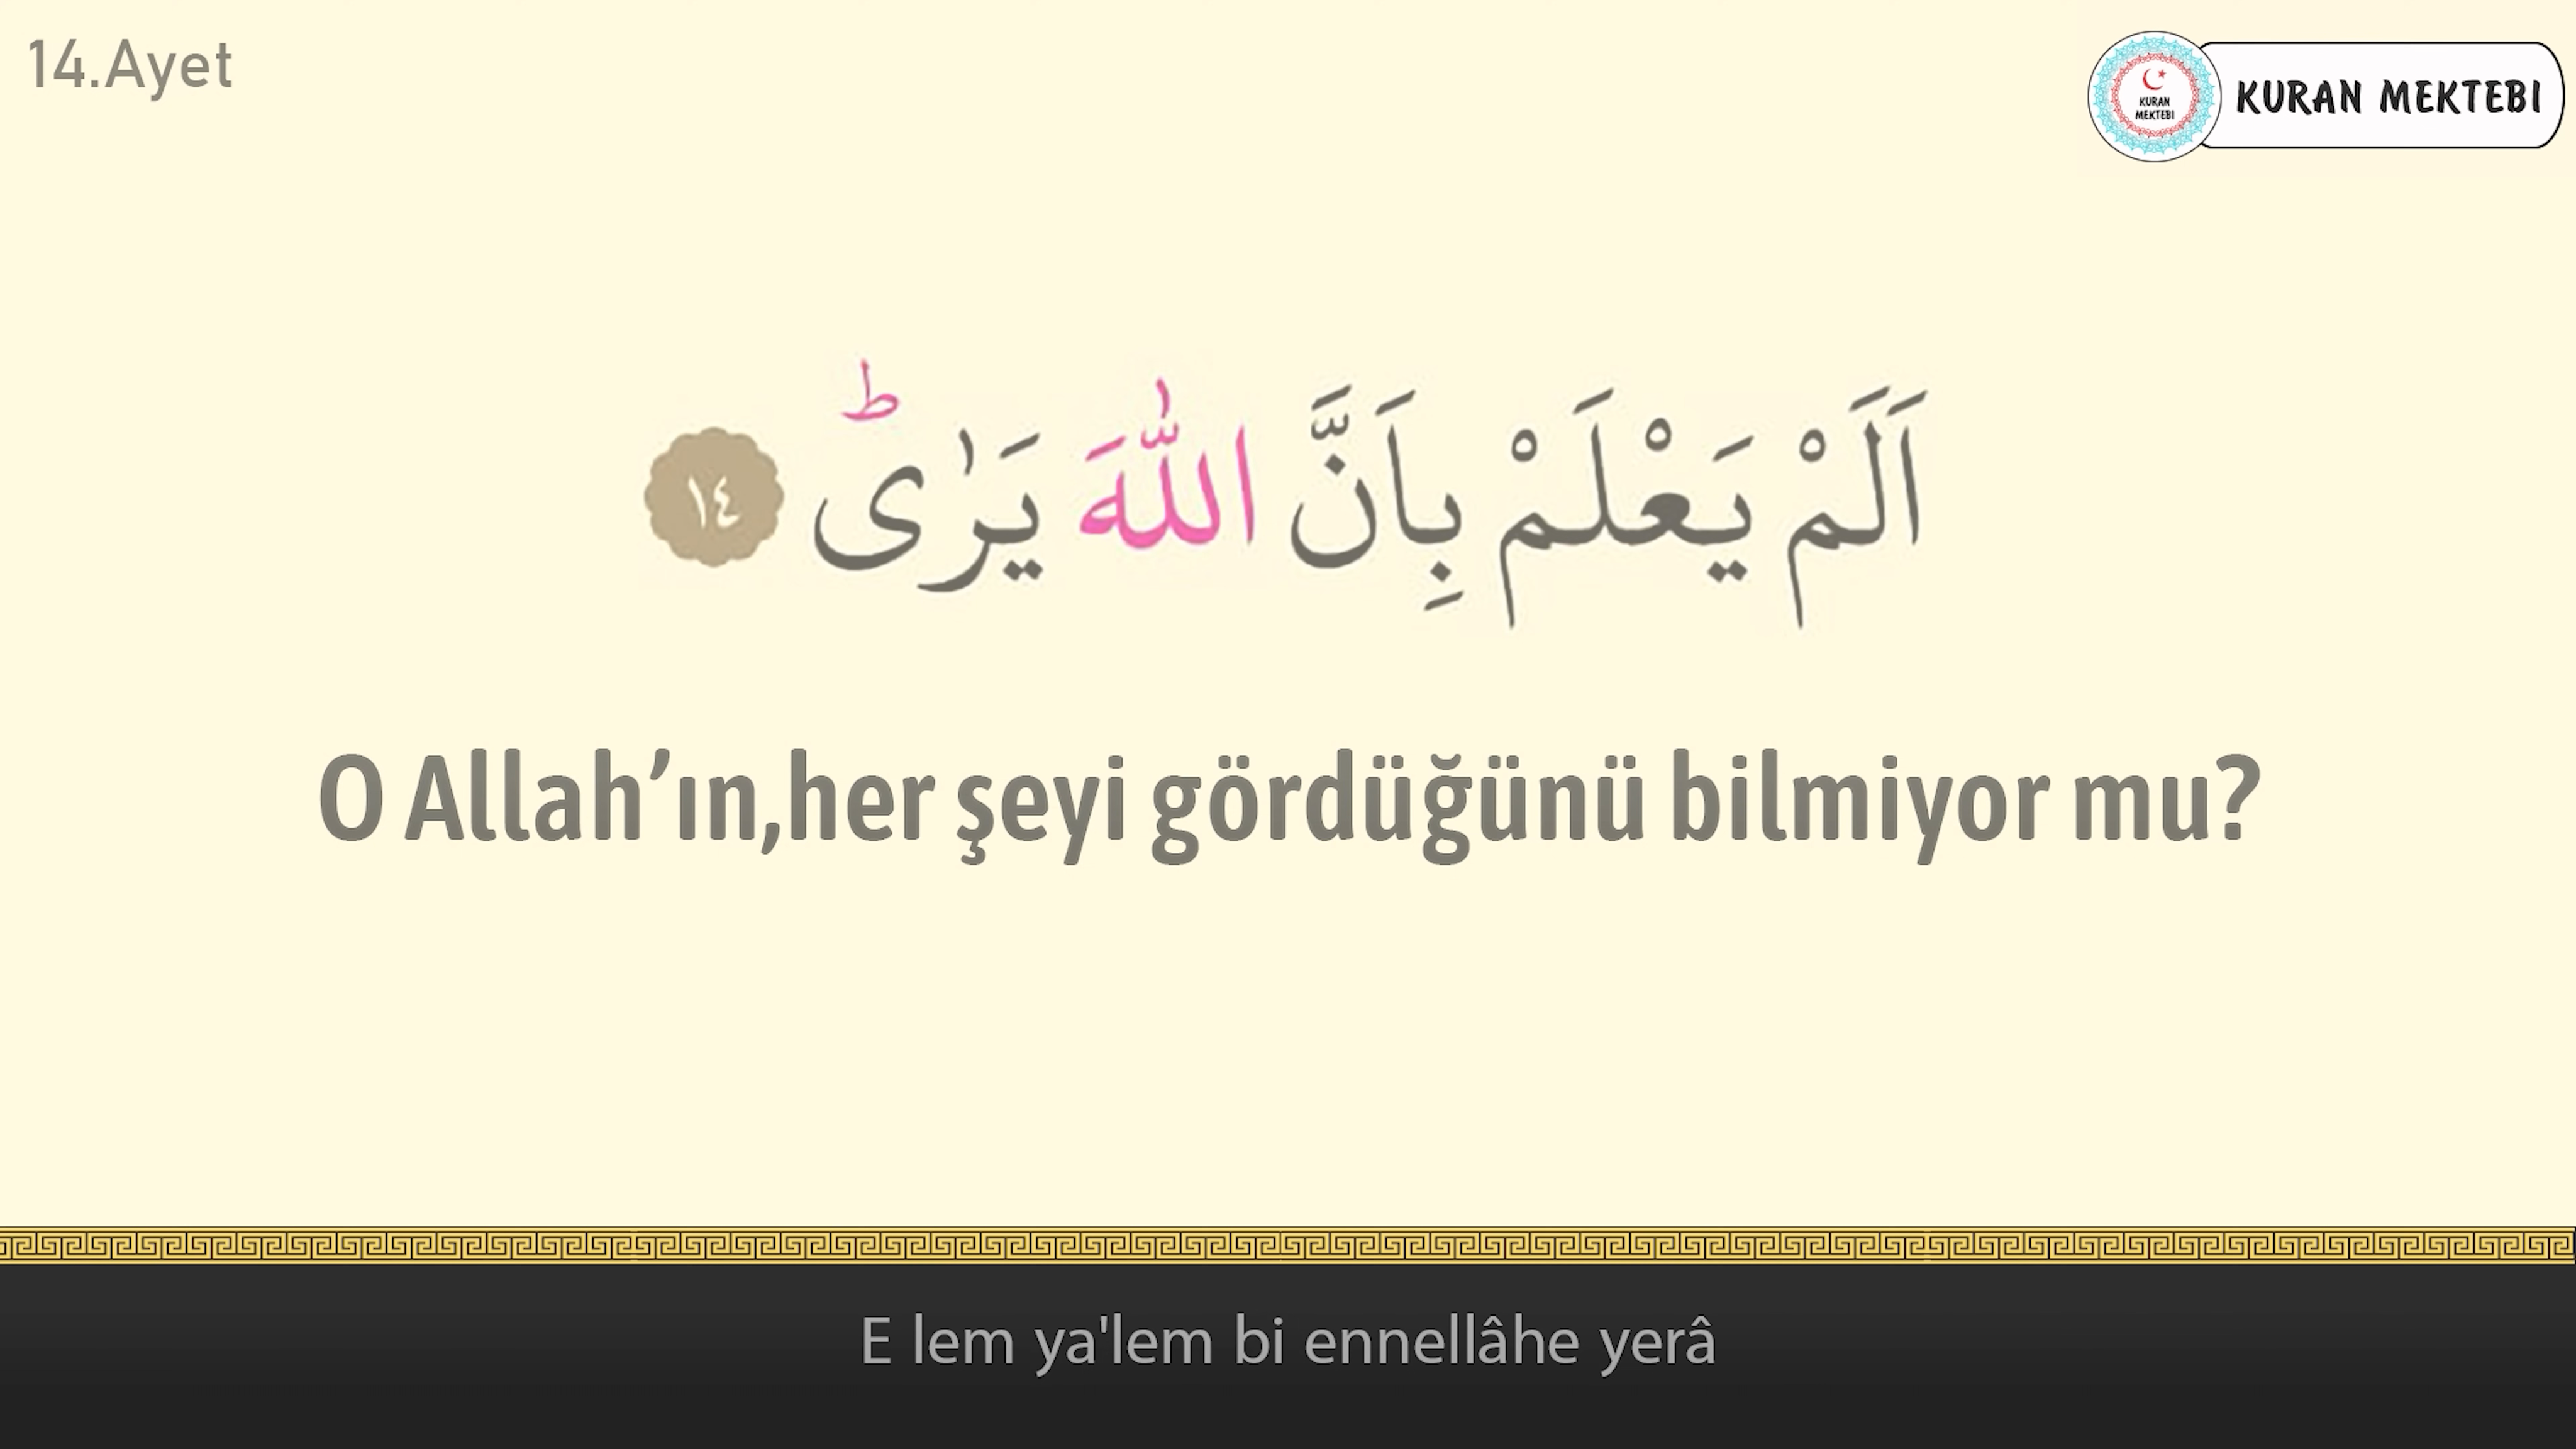 14.Ayet
KURAN
MEKTEBI
KURAN MEKTEBI
اَلَمْ يَعْلَمْ بِاَنَّ اللّٰهَ يَرٰىۜ ١٤
O Allah’ın,her şeyi gördüğünü bilmiyor mu?
E lem ya'lem bi ennellâhe yerâ